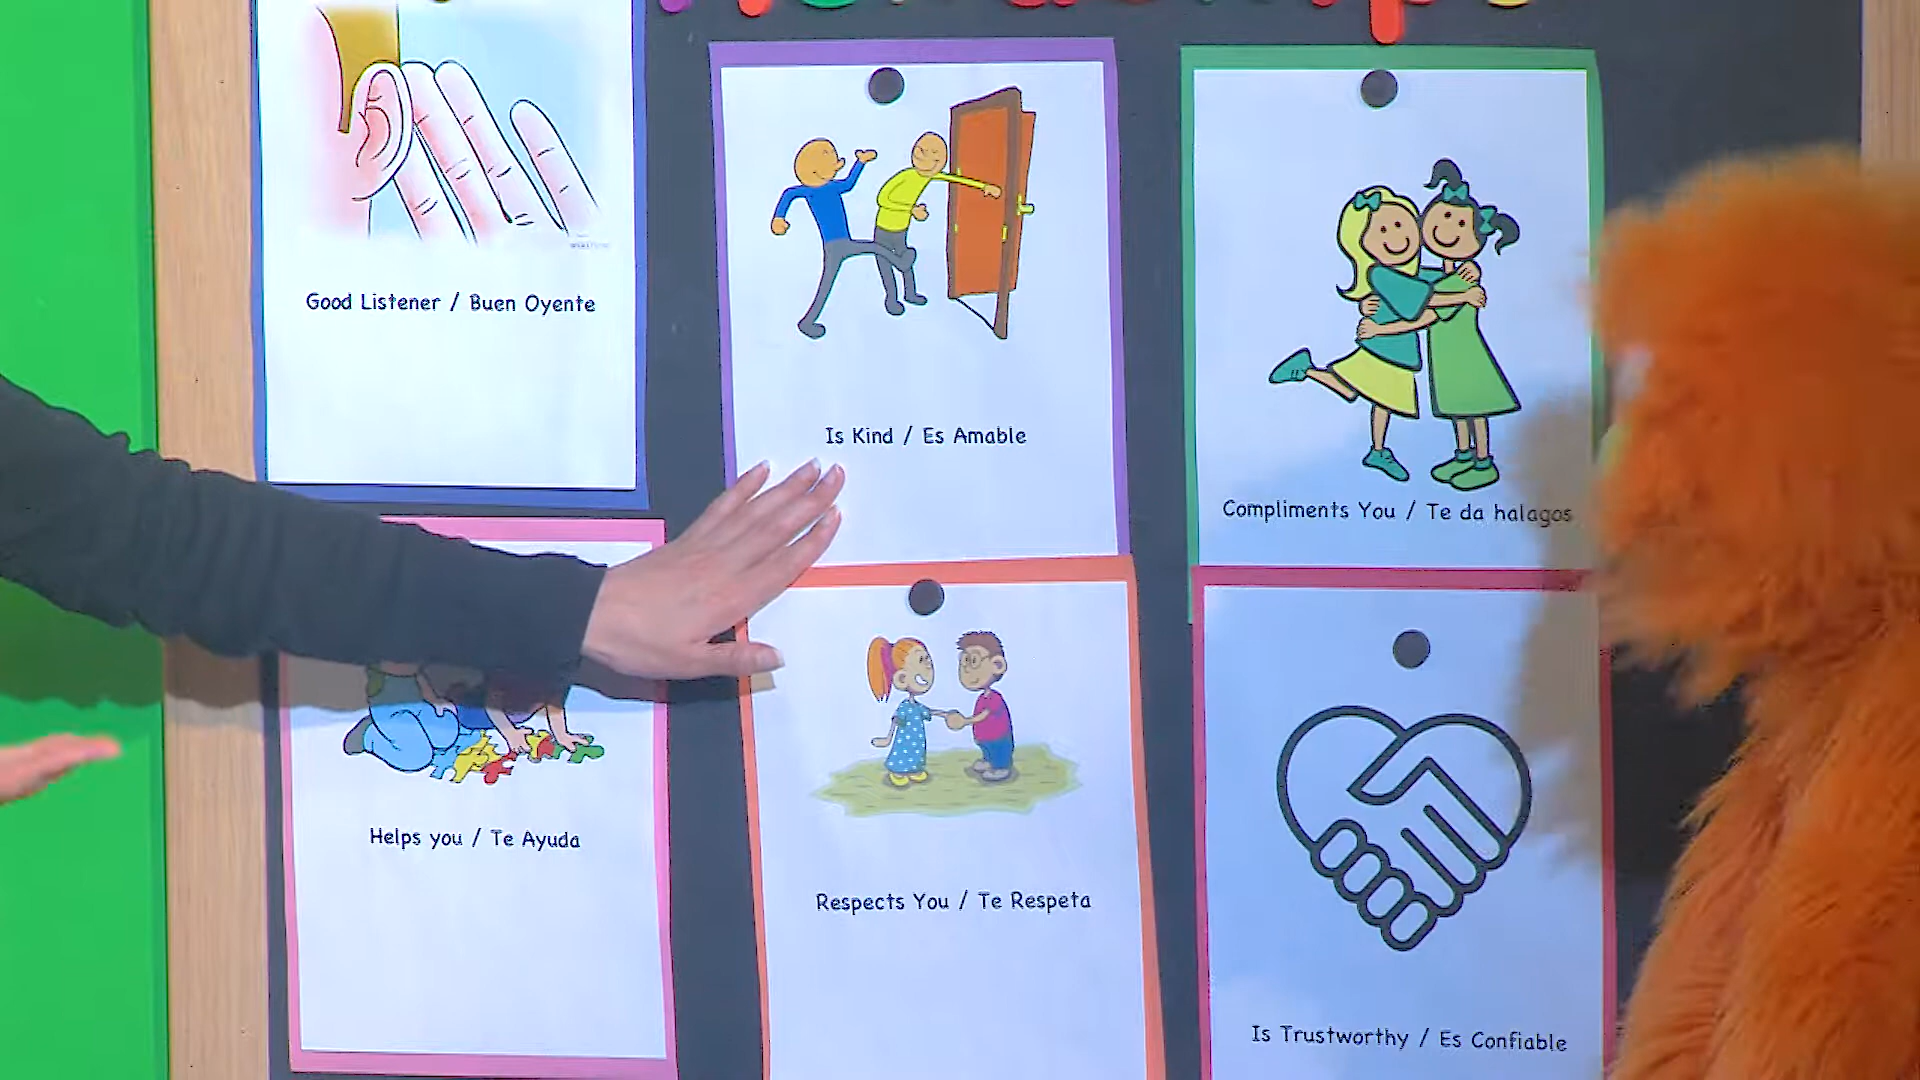 Good Listener / Buen Oyente
Is Kind / Es Amable
Compliments You / Te da halagos
Helps you / Te Ayuda
Respects You / Te Respeta
Is Trustworthy / Es Confiable